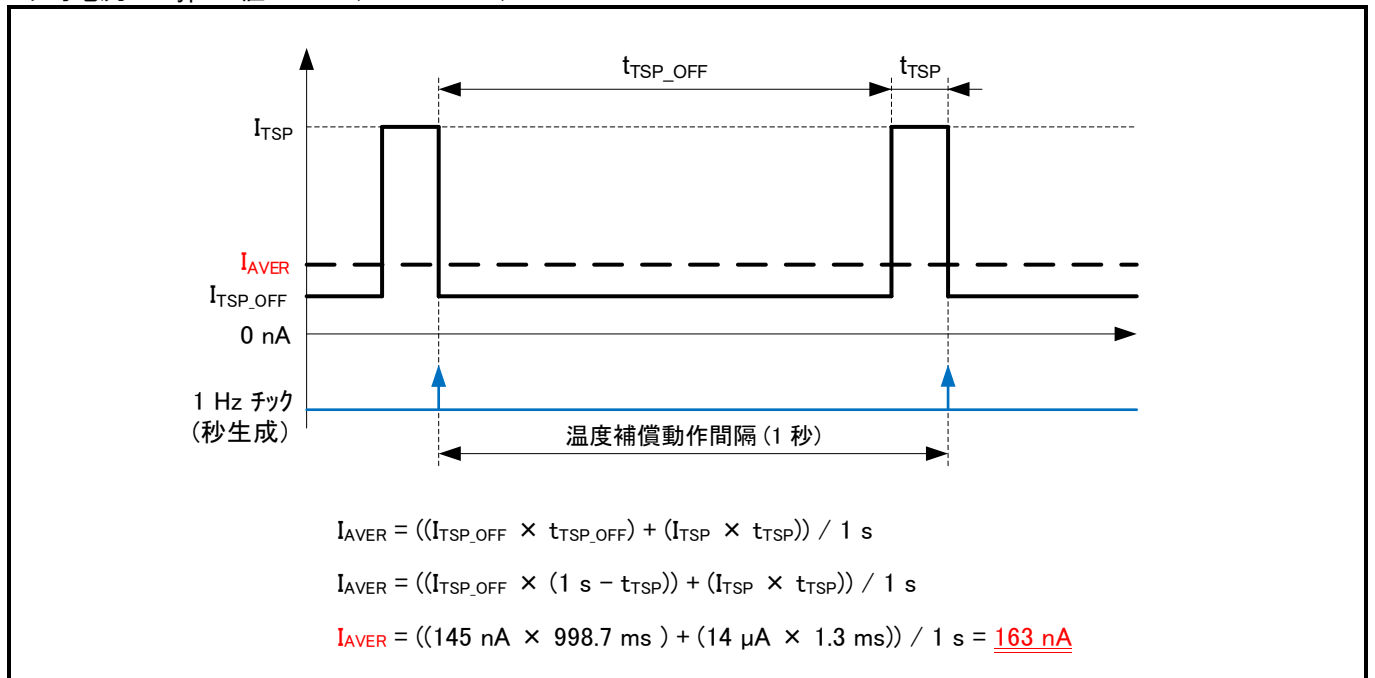 tTSP_OFF
tTSP
ITSP
IAVER
ITSP_OFF
0 nA
1 Hz チック
(秒生成)
温度補償動作間隔 (1 秒)
IAVER = ((ITSP_OFF × tTSP_OFF) + (ITSP × tTSP)) / 1 s
IAVER = ((ITSP_OFF × (1 s − tTSP)) + (ITSP × tTSP)) / 1 s
IAVER = ((145 nA × 998.7 ms ) + (14 µA × 1.3 ms)) / 1 s = 163 nA